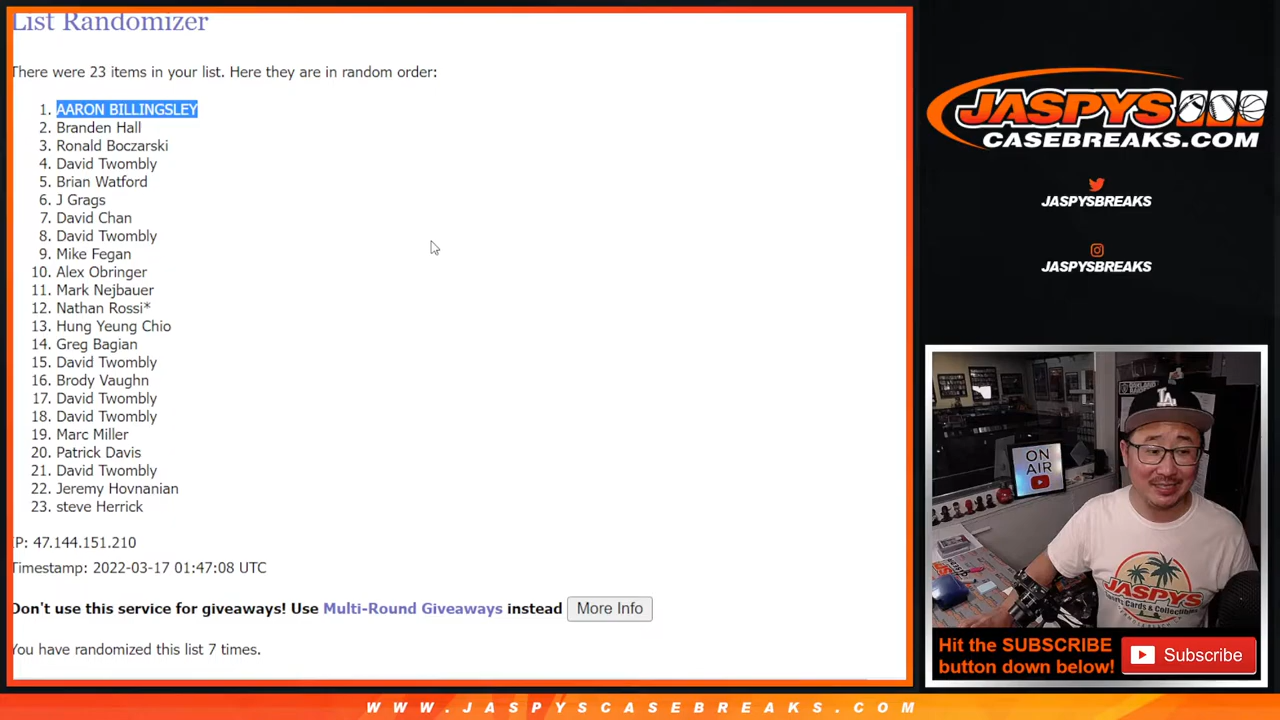 List Randomizer
There were 23 items in your list. Here they are in random order:
1. AARON BILLINGSLEY
2. Branden Hall
3. Ronald Boczarski
4. David Twombly
5. Brian Watford
6. J Grags
7. David Chan
8. David Twombly
9. Mike Fegan
10. Alex Obringer
11. Mark Nejbauer
12. Nathan Rossi*
13. Hung Yeung Chio
14. Greg Bagian
15. David Twombly
16. Brody Vaughn
17. David Twombly
18. David Twombly
19. Marc Miller
20. Patrick Davis
21. David Twombly
22. Jeremy Hovnanian
23. steve Herrick
IP: 47.144.151.210
Timestamp: 2022-03-17 01:47:08 UTC
Don't use this service for giveaways! Use Multi-Round Giveaways instead More Info
You have randomized this list 7 times.
JASPYS
CASEBREAKS.COM
JASPYSBREAKS
JASPYSBREAKS
ON
AIR
LA
JASPYS
Sports Cards & Collectibles
Hit the SUBSCRIBE
button down below!
Subscribe
WWW.JASPYSCASEBREAKS.COM